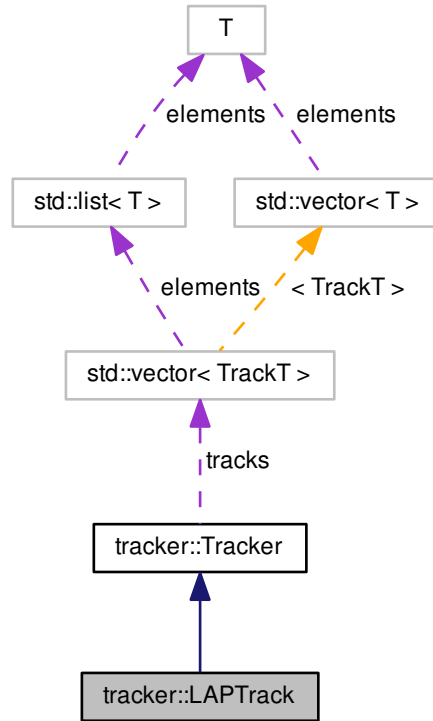 T
elements
elements
std::list< T >
std::vector< T >
elements
< TrackT >
std::vector< TrackT >
tracks
tracker::Tracker
tracker::LAPTrack